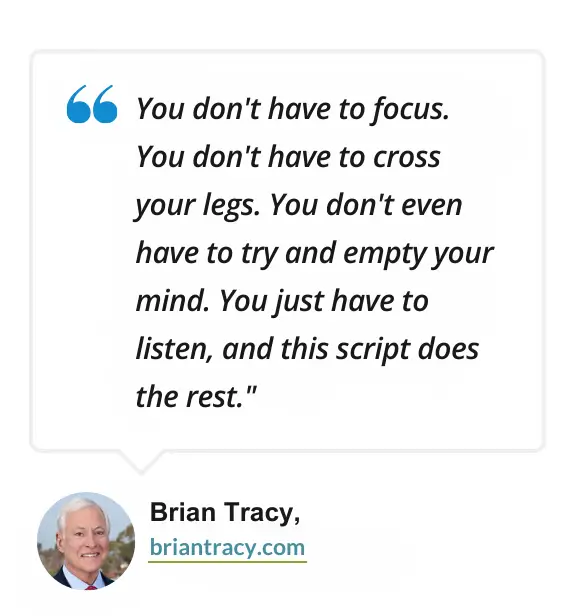 You don't have to focus.
You don't have to cross
your legs. You don't even
have to try and empty your
mind. You just have to
listen, and this script does
the rest."
Brian Tracy,
briantracy.com